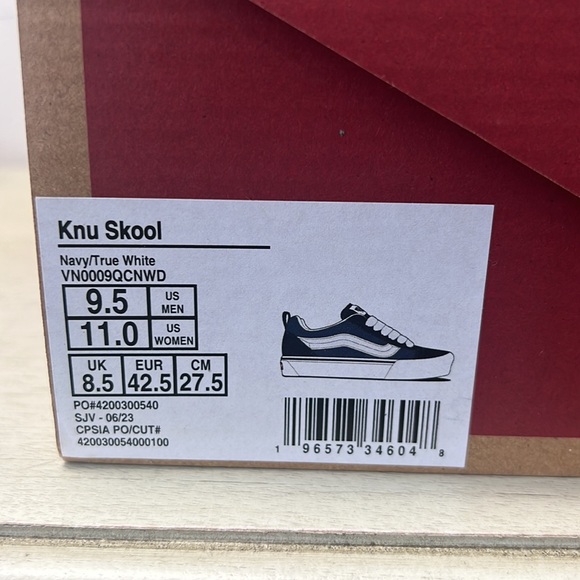 Knu Skool
Navy/True White
VN0009QCNWD
9.5 US MEN
11.0 US WOMEN
UK EUR CM
8.5 42.5 27.5
PO#4200300540
SJV - 06/23
CPSIA PO/CUT#
420030054000100
1 96573 34604 8